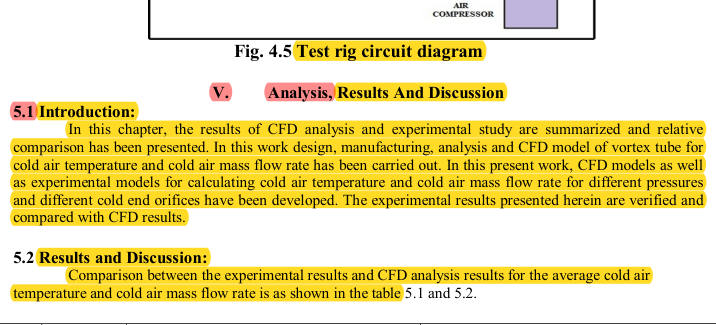 AIR
COMPRESSOR
Fig. 4.5 Test rig circuit diagram
V. Analysis, Results And Discussion
5.1 Introduction:
In this chapter, the results of CFD analysis and experimental study are summarized and relative
comparison has been presented. In this work design, manufacturing, analysis and CFD model of vortex tube for
cold air temperature and cold air mass flow rate has been carried out. In this present work, CFD models as well
as experimental models for calculating cold air temperature and cold air mass flow rate for different pressures
and different cold end orifices have been developed. The experimental results presented herein are verified and
compared with CFD results.
5.2 Results and Discussion:
Comparison between the experimental results and CFD analysis results for the average cold air
temperature and cold air mass flow rate is as shown in the table 5.1 and 5.2.